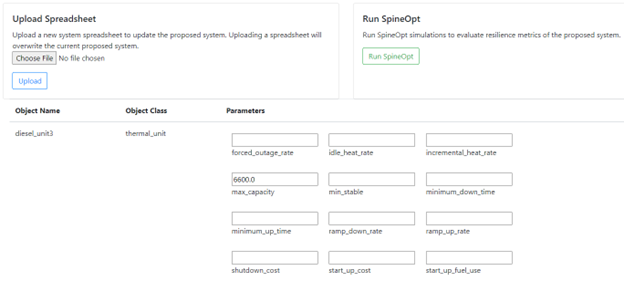 Upload Spreadsheet
Upload a new system spreadsheet to update the proposed system. Uploading a spreadsheet will
overwrite the current proposed system.
Choose File No file chosen
Upload
Run SpineOpt
Run SpineOpt simulations to evaluate resilience metrics of the proposed system.
Run SpineOpt
Object Name Object Class Parameters
diesel_unit3 thermal_unit
forced_outage_rate idle_heat_rate incremental_heat_rate
6600.0
max_capacity min_stable minimum_down_time
minimum_up_time ramp_down_rate ramp_up_rate
shutdown_cost start_up_cost start_up_fuel_use